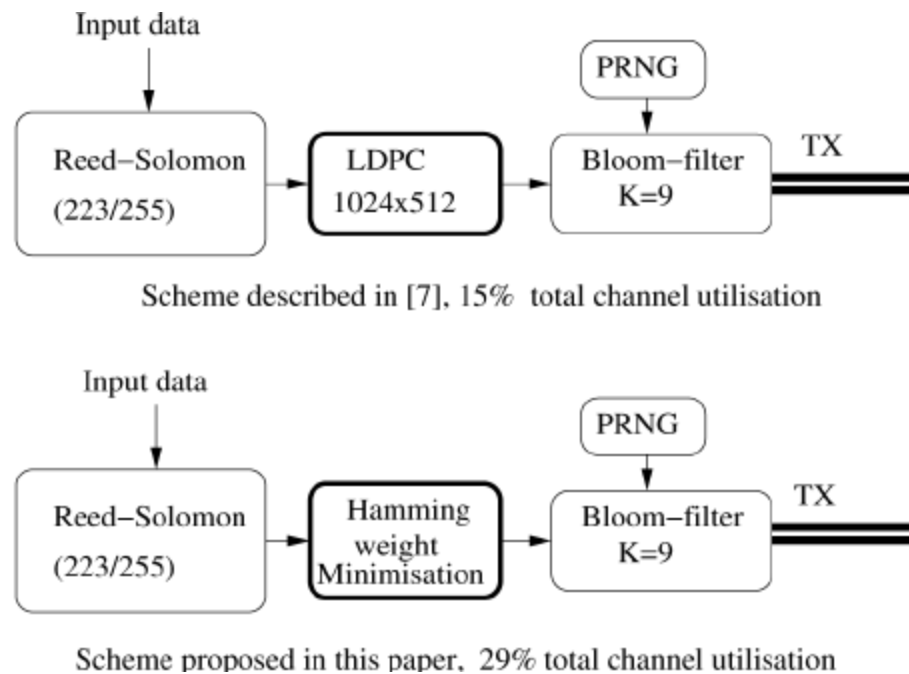 Input data
PRNG
Reed-Solomon
(223/255)
LDPC
1024x512
Bloom-filter
K=9
TX
Scheme described in [7], 15% total channel utilisation
Input data
PRNG
Reed-Solomon
(223/255)
Hamming
weight
Minimisation
Bloom-filter
K=9
TX
Scheme proposed in this paper, 29% total channel utilisation